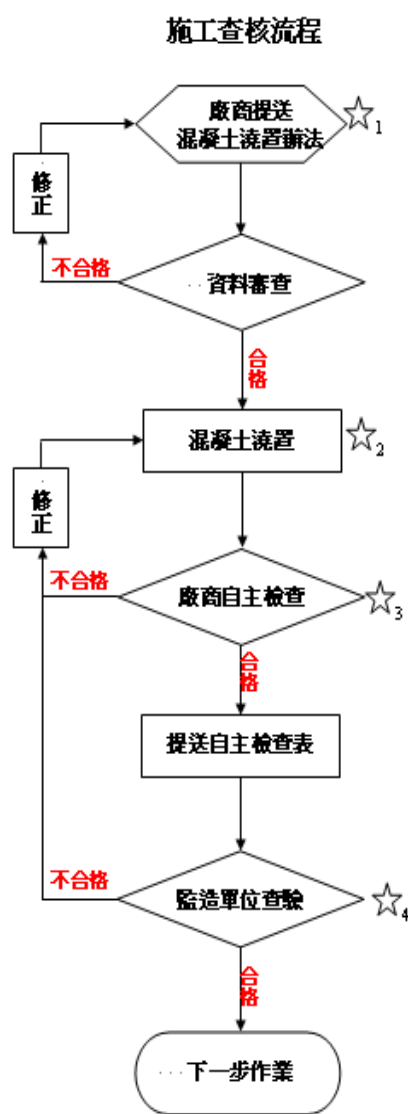 施工查核流程
廠商提送
混凝土澆置辦法
1
修正
不合格
資料審查
合格
混凝土澆置
2
修正
不合格
廠商自主檢查
3
合格
提送自主檢查表
不合格
監造單位查驗
4
合格
下一步作業